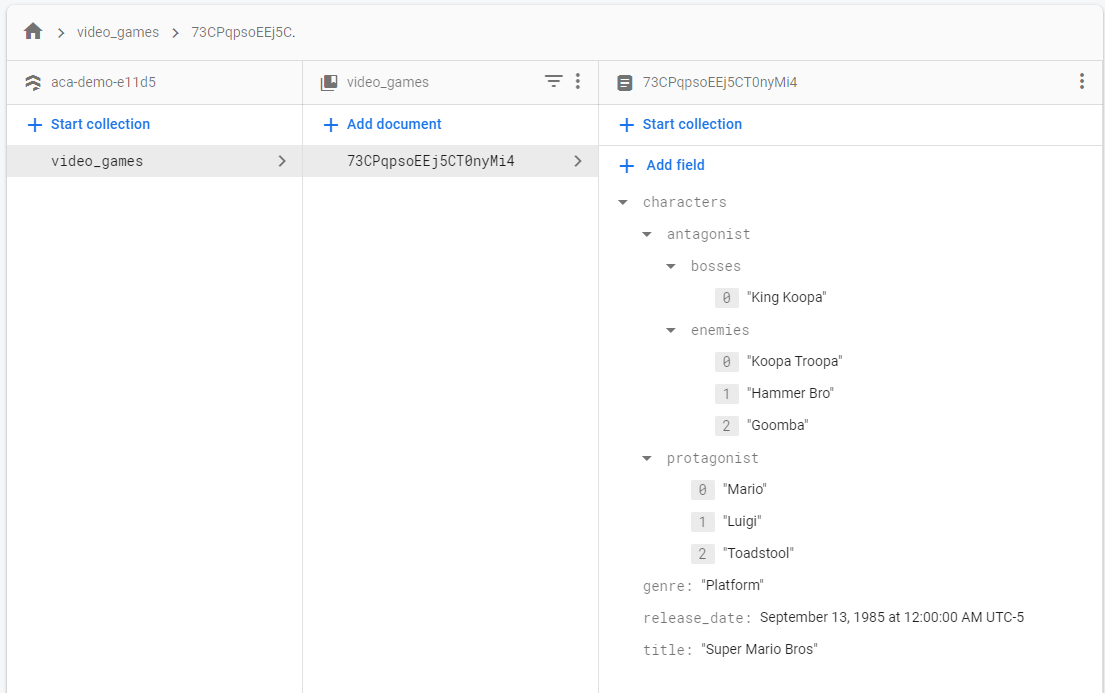 video_games 73CPqpsoEEj5C.
aca-demo-e11d5
video_games
73CPqpsoEEj5CT0nyMi4
Start collection
Add document
Start collection
video_games
73CPqpsoEEj5CT0nyMi4
Add field
characters
antagonist
bosses
0 "King Koopa"
enemies
0 "Koopa Troopa"
1 "Hammer Bro"
2 "Goomba"
protagonist
0 "Mario"
1 "Luigi"
2 "Toadstool"
genre: "Platform"
release_date: September 13, 1985 at 12:00:00 AM UTC-5
title: "Super Mario Bros"